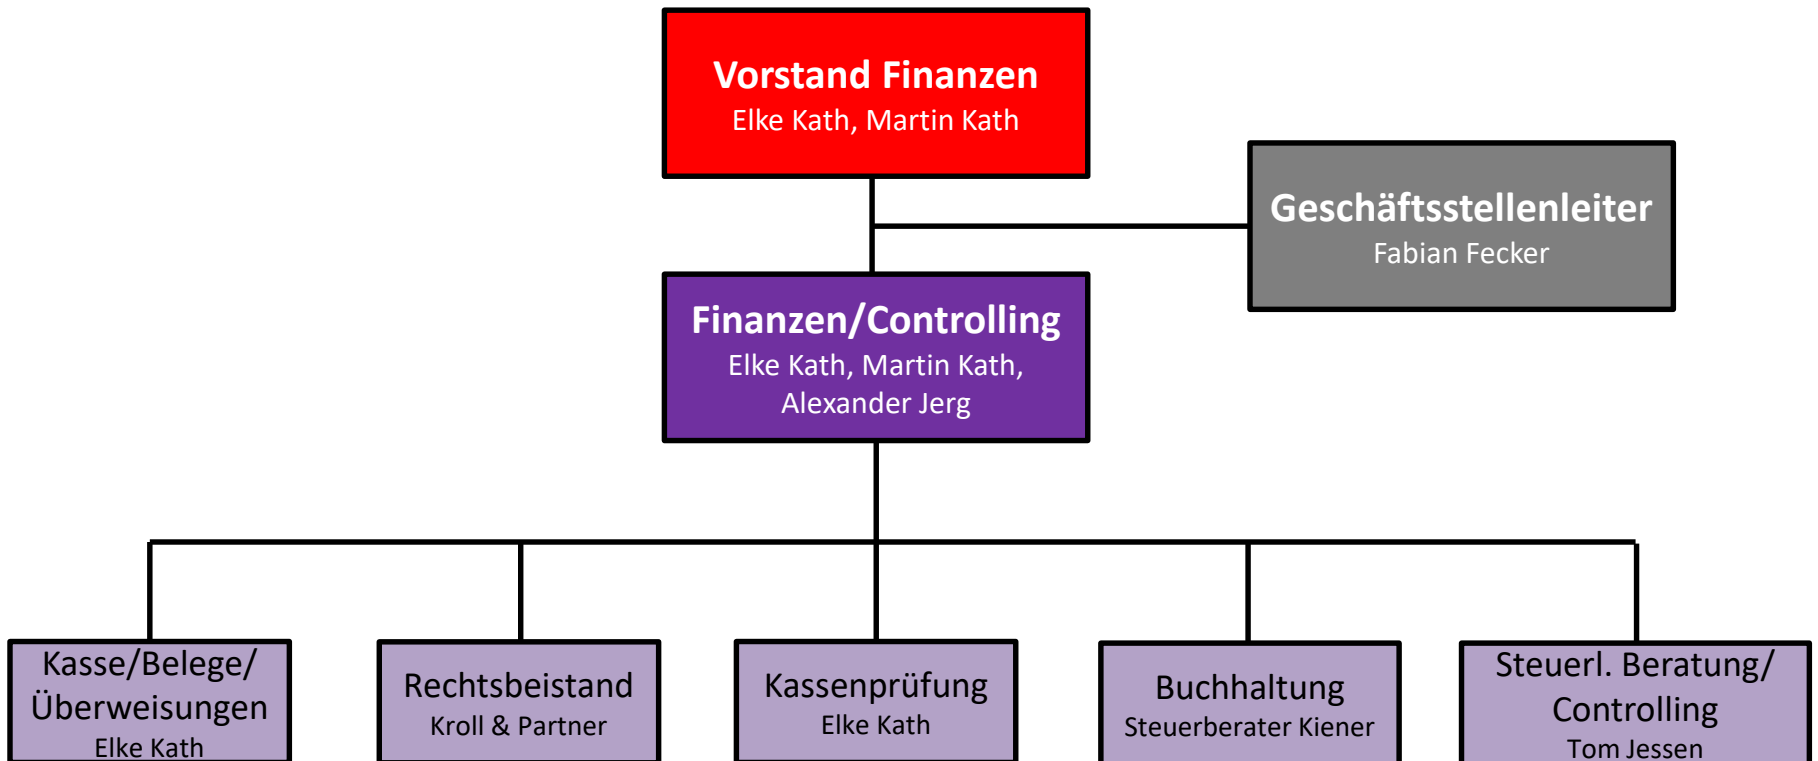 Vorstand Finanzen
Elke Kath, Martin Kath
Geschäftsstellenleiter
Fabian Fecker
Finanzen/Controlling
Elke Kath, Martin Kath,
Alexander Jerg
Kasse/Belege/
Überweisungen
Elke Kath
Rechtsbeistand
Kroll & Partner
Kassenprüfung
Elke Kath
Buchhaltung
Steuerberater Kiener
Steuerl. Beratung/
Controlling
Tom Jessen